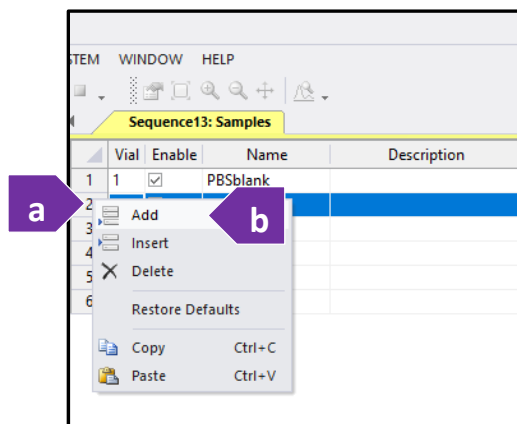 STEM WINDOW HELP
Sequence13: Samples
Vial Enable Name Description
1 1 PBSblank
a 2 Add b
3 Insert
4
5 Delete
6 Restore Defaults
Copy Ctrl+C
Paste Ctrl+V